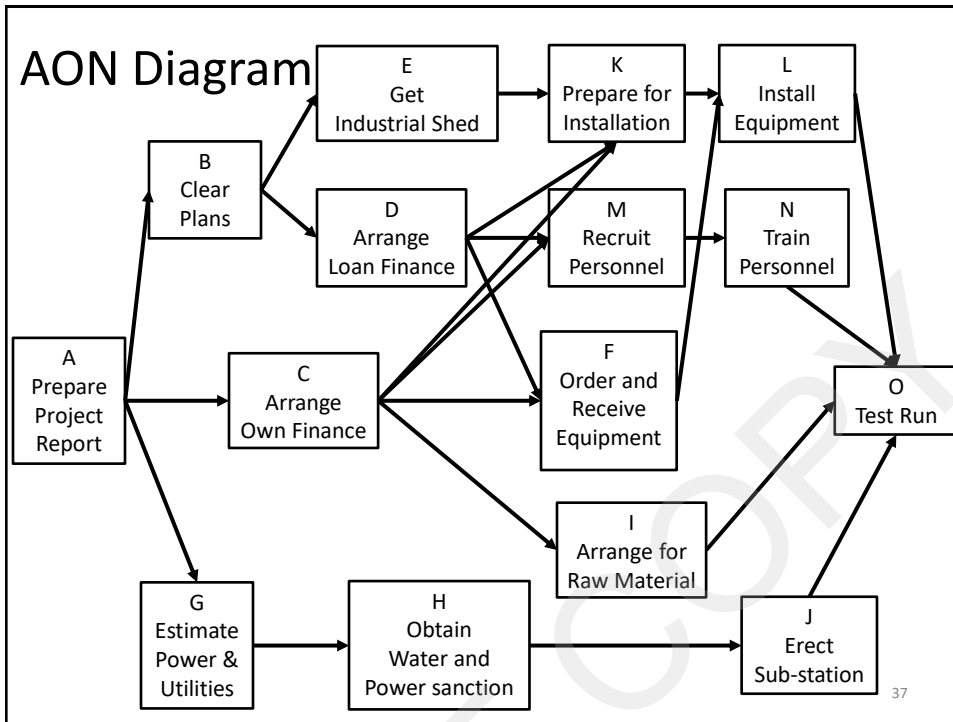 AON Diagram
E
Get
Industrial Shed
K
Prepare for
Installation
L
Install
Equipment
B
Clear
Plans
D
Arrange
Loan Finance
M
Recruit
Personnel
N
Train
Personnel
A
Prepare
Project
Report
C
Arrange
Own Finance
F
Order and
Receive
Equipment
O
Test Run
I
Arrange for
Raw Material
G
Estimate
Power &
Utilities
H
Obtain
Water and
Power sanction
J
Erect
Sub-station
37
COPY